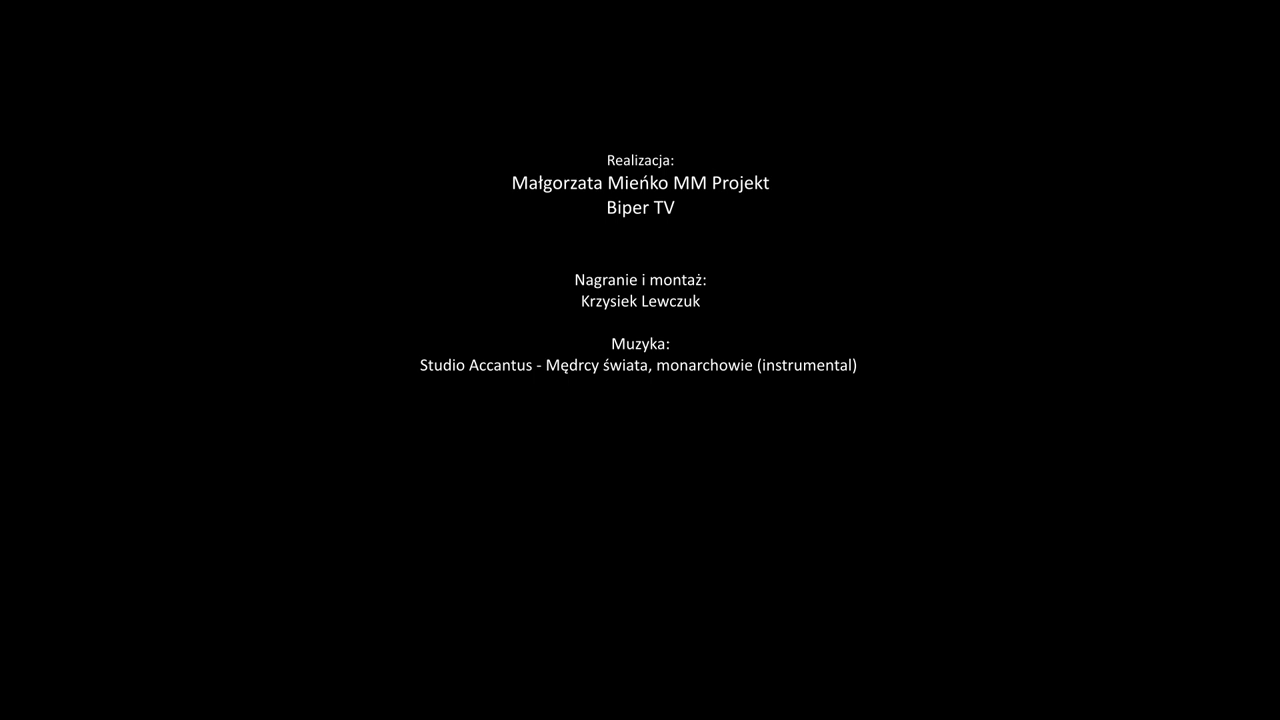 Realizacja:
Małgorzata Mieńko MM Projekt
Biper TV
Nagranie i montaż:
Krzysiek Lewczuk
Muzyka:
Studio Accantus - Mędrcy świata, monarchowie (instrumental)